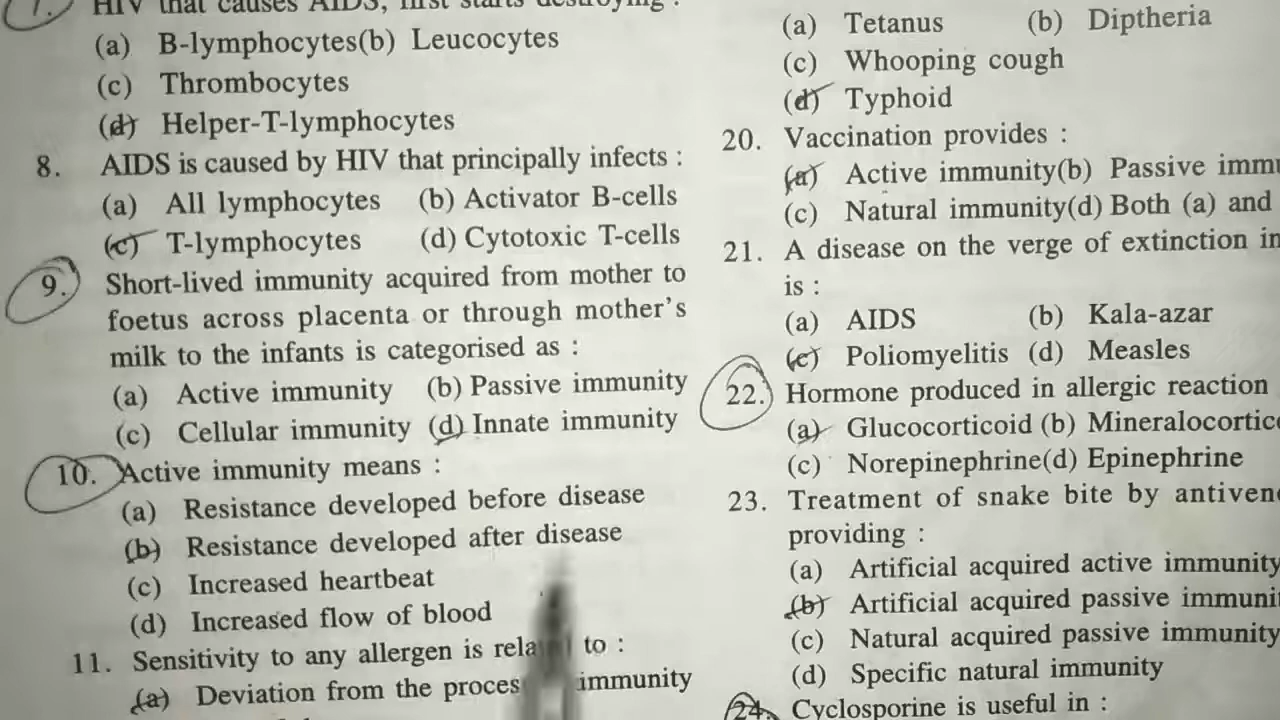 7. HIV that causes AIDS, first starts destroying :
(a) B-lymphocytes(b) Leucocytes
(c) Thrombocytes
(d) Helper-T-lymphocytes
8. AIDS is caused by HIV that principally infects :
(a) All lymphocytes (b) Activator B-cells
(c) T-lymphocytes (d) Cytotoxic T-cells
9. Short-lived immunity acquired from mother to
foetus across placenta or through mother's
milk to the infants is categorised as :
(a) Active immunity (b) Passive immunity
(c) Cellular immunity (d) Innate immunity
10. Active immunity means :
(a) Resistance developed before disease
(b) Resistance developed after disease
(c) Increased heartbeat
(d) Increased flow of blood
11. Sensitivity to any allergen is to :
(a) Deviation from the immunity
(a) Tetanus (b) Diptheria
(c) Whooping cough
(d) Typhoid
20. Vaccination provides :
(a) Active immunity(b) Passive
(c) Natural immunity(d) Both (a) and
21. A disease on the verge of extinction
is :
(a) AIDS (b) Kala-azar
(c) Poliomyelitis (d) Measles
22. Hormone produced in allergic reaction
(a) Glucocorticoid (b)
(c) Norepinephrine(d) Epinephrine
23. Treatment of snake bite by
providing :
(a) Artificial acquired active immunity
(b) Artificial acquired passive
(c) Natural acquired passive immunity
(d) Specific natural immunity
24. Cyclosporine is useful in :